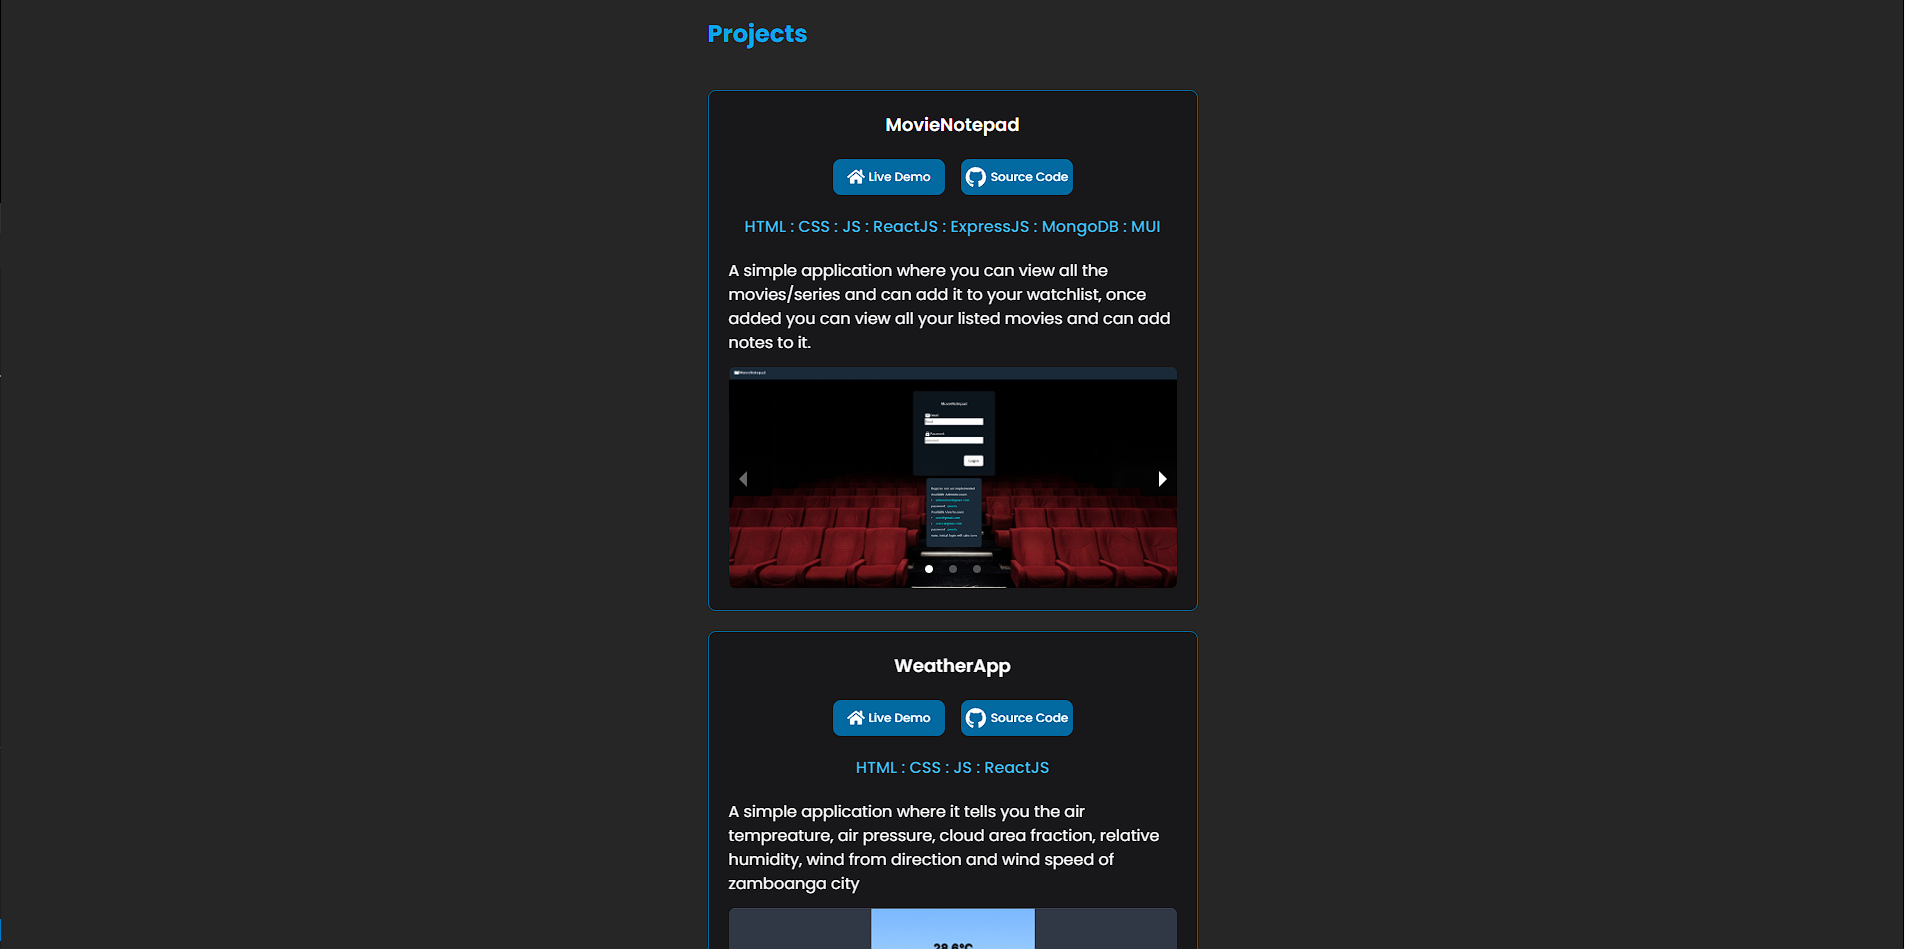 Projects
MovieNotepad
Live Demo
Source Code
HTML : CSS : JS : ReactJS : ExpressJS : MongoDB : MUI
A simple application where you can view all the
movies/series and can add it to your watchlist, once
added you can view all your listed movies and can add
notes to it.
MovieNotepad
MovieNotepad
Email
Password
Login
WeatherApp
Live Demo
Source Code
HTML : CSS : JS : ReactJS
A simple application where it tells you the air
tempreature, air pressure, cloud area fraction, relative
humidity, wind from direction and wind speed of
zamboanga city
28.6°C